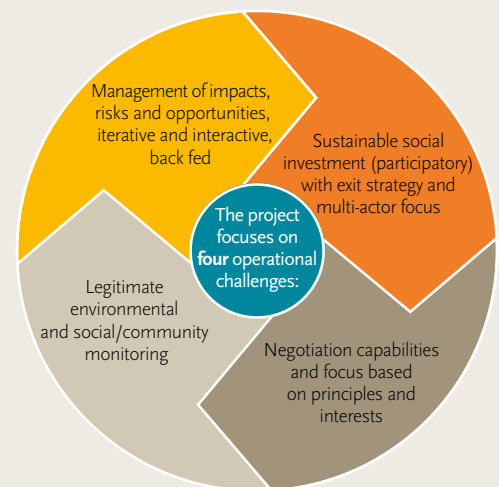 Management of impacts,
risks and opportunities,
iterative and interactive,
back fed
Sustainable social
investment (participatory)
with exit strategy and
multi-actor focus
The project
focuses on
four operational
challenges:
Legitimate
environmental
and social/community
monitoring
Negotiation capabilities
and focus based
on principles and
interests